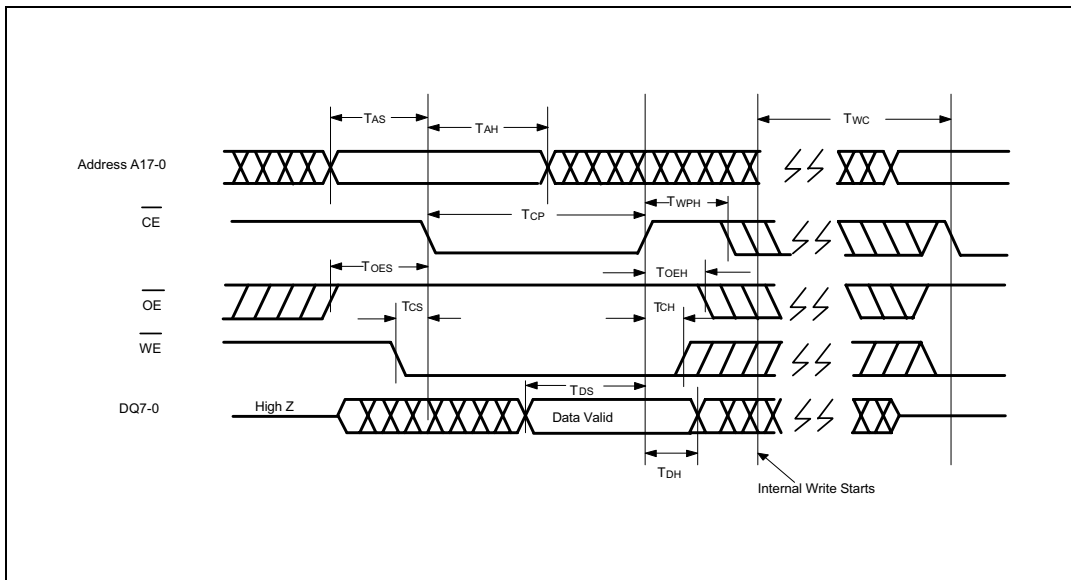 TAS
TAH
TWC
Address A17-0
TCP
TWPH
CE
TOES
TOEH
OE
TCS
TCH
WE
TDS
DQ7-0
High Z
Data Valid
TDH
Internal Write Starts